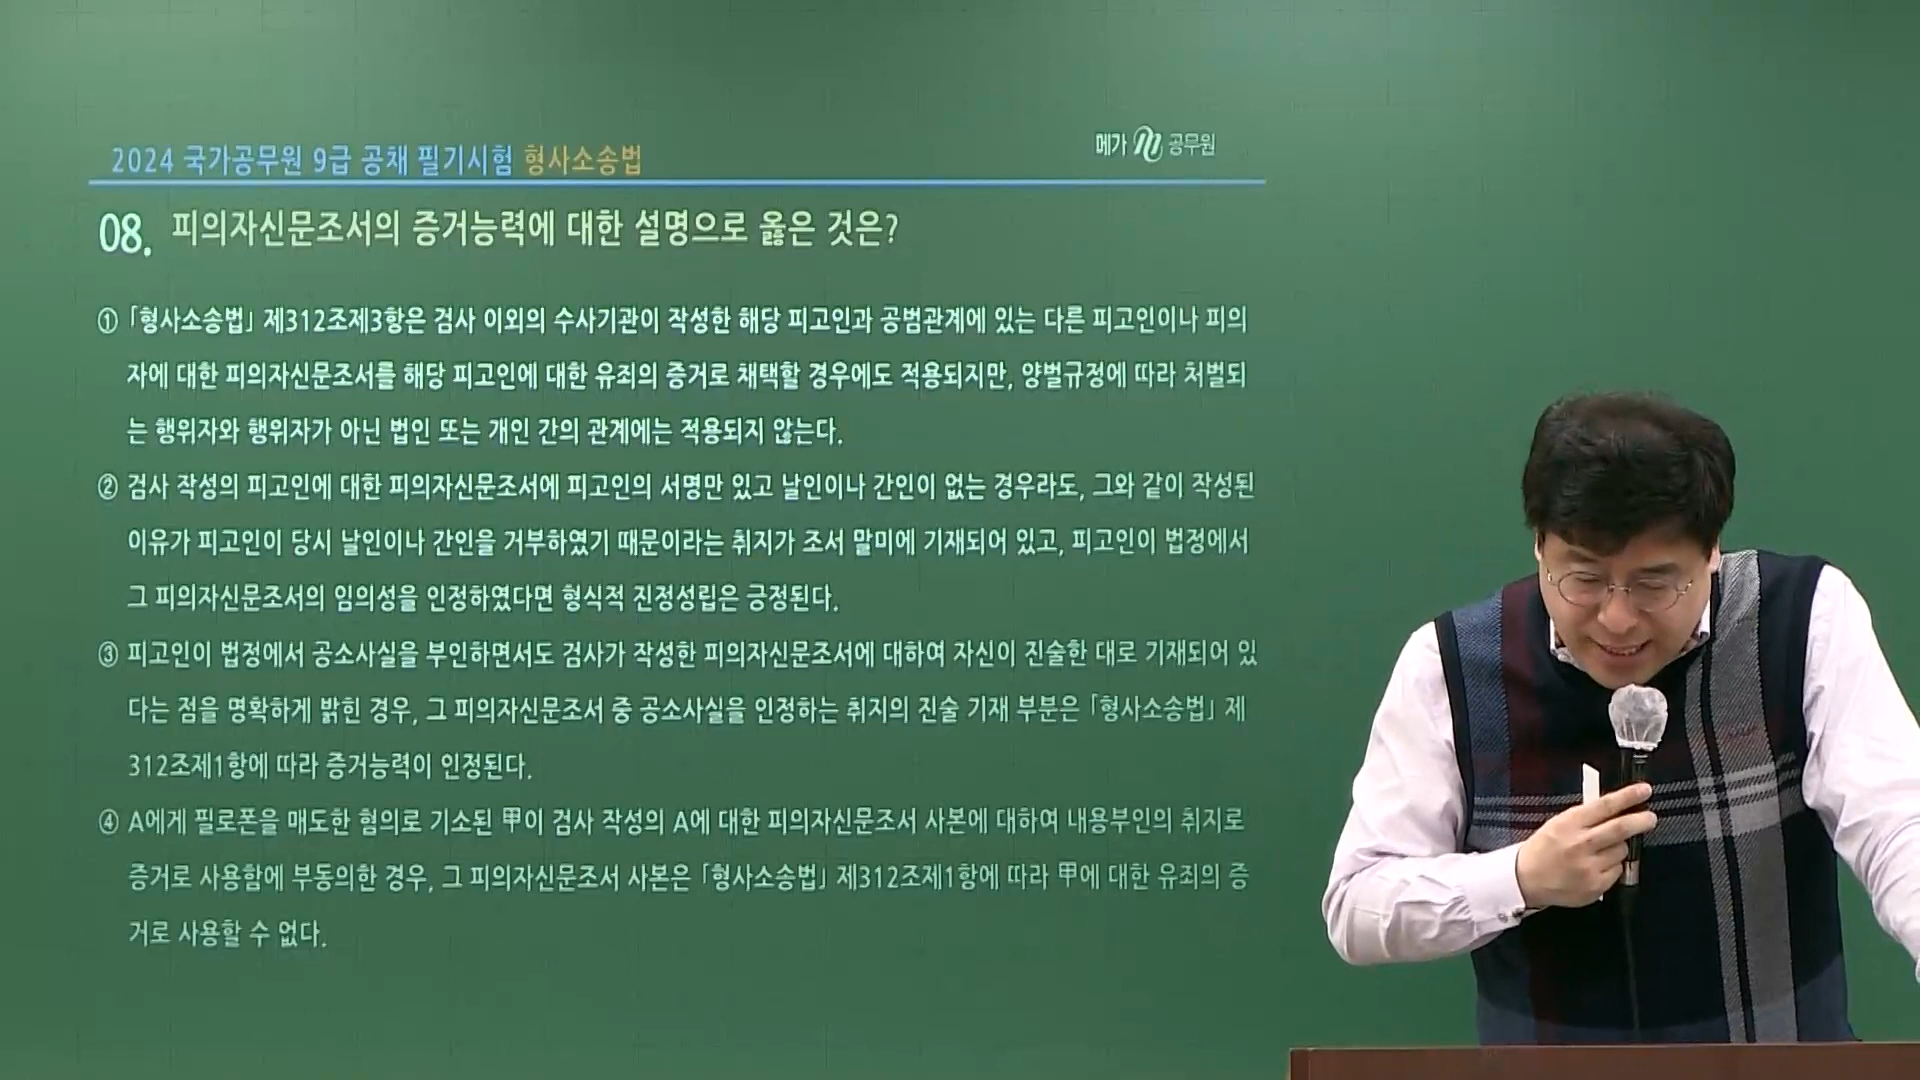 2024 국가공무원 9급 공채 필기시험 형사소송법
메가 M 공무원
08. 피의자신문조서의 증거능력에 대한 설명으로 옳은 것은?
① 「형사소송법」 제312조제3항은 검사 이외의 수사기관이 작성한 해당 피고인과 공범관계에 있는 다른 피고인이나 피의
자에 대한 피의자신문조서를 해당 피고인에 대한 유죄의 증거로 채택할 경우에도 적용되지만, 양벌규정에 따라 처벌되
는 행위자와 행위자가 아닌 법인 또는 개인 간의 관계에는 적용되지 않는다.
② 검사 작성의 피고인에 대한 피의자신문조서에 피고인의 서명만 있고 날인이나 간인이 없는 경우라도, 그와 같이 작성된
이유가 피고인이 당시 날인이나 간인을 거부하였기 때문이라는 취지가 조서 말미에 기재되어 있고, 피고인이 법정에서
그 피의자신문조서의 임의성을 인정하였다면 형식적 진정성립은 긍정된다.
③ 피고인이 법정에서 공소사실을 부인하면서도 검사가 작성한 피의자신문조서에 대하여 자신이 진술한 대로 기재되어 있
다는 점을 명확하게 밝힌 경우, 그 피의자신문조서 중 공소사실을 인정하는 취지의 진술 기재 부분은 「형사소송법」 제
312조제1항에 따라 증거능력이 인정된다.
④ A에게 필로폰을 매도한 혐의로 기소된 甲이 검사 작성의 A에 대한 피의자신문조서 사본에 대하여 내용부인의 취지로
증거로 사용함에 부동의한 경우, 그 피의자신문조서 사본은 「형사소송법」 제312조제1항에 따라 甲에 대한 유죄의 증
거로 사용할 수 없다.